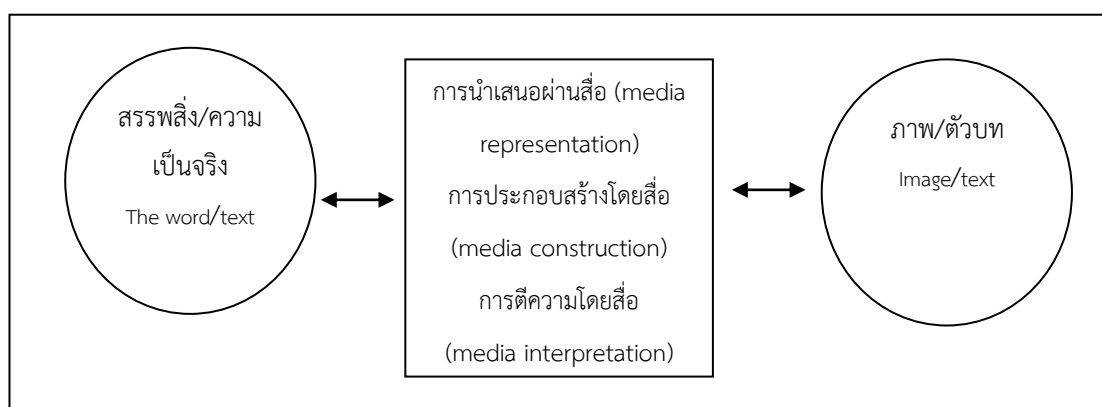 สรรพสิ่ง/ความ
เป็นจริง
The word/text
การนำเสนอผ่านสื่อ (media
representation)
การประกอบสร้างโดยสื่อ
(media construction)
การตีความโดยสื่อ
(media interpretation)
ภาพ/ตัวบท
Image/text